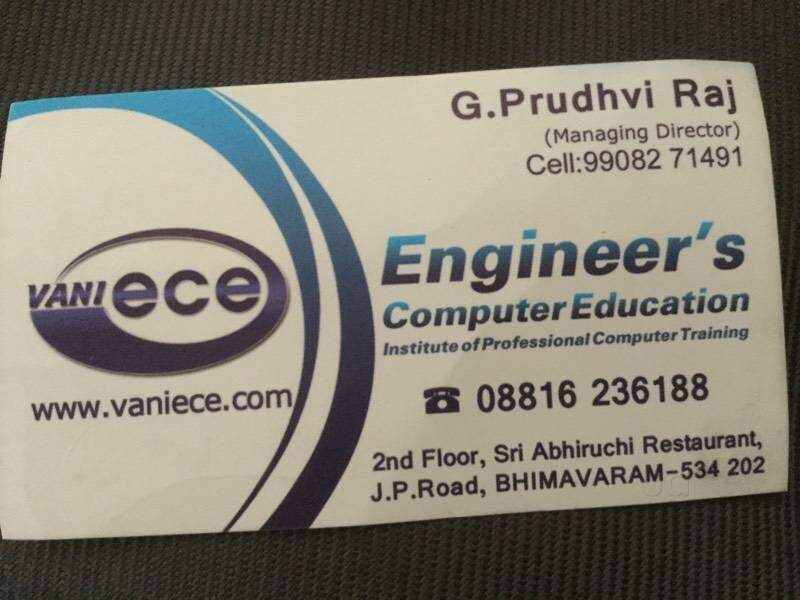 G.Prudhvi Raj
(Managing Director)
Cell:99082 71491
VANI ece
www.vaniece.com
Engineer's
Computer Education
Institute of Professional Computer Training
☎ 08816 236188
2nd Floor, Sri Abhiruchi Restaurant,
J.P.Road, BHIMAVARAM-534 202